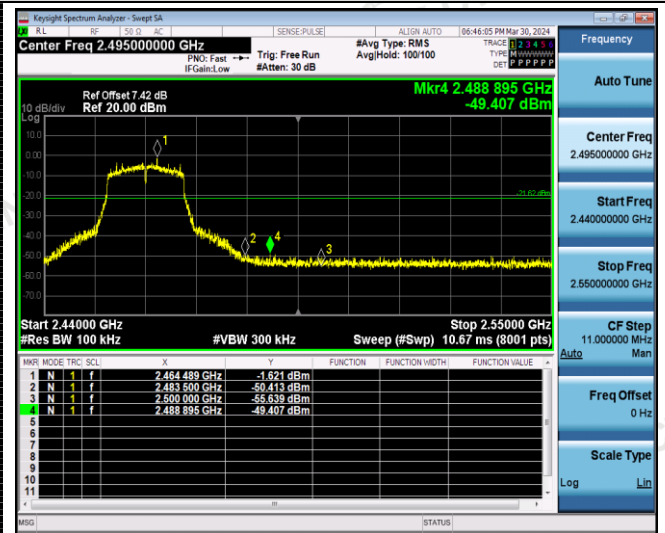 Keysight Spectrum Analyzer - Swept SA
RL RF 50 Ω AC SENSE:PULSE ALIGN AUTO 06:46:05 PM Mar 30, 2024
Center Freq 2.495000000 GHz
PNO: Fast
IFGain:Low
Trig: Free Run
#Atten: 30 dB
#Avg Type: RMS
Avg|Hold: 100/100
TRACE 1 2 3 4 5 6
TYPE M W W W W W
DET P P P P P P
Frequency
Mkr4 2.488 895 GHz
-49.407 dBm
Ref Offset 7.42 dB
Ref 20.00 dBm
10 dB/div
Log
10.0
0.00
-10.0
-20.0
-30.0
-40.0
-50.0
-60.0
-70.0
1
2
4
3
-21.62 dBm
Start 2.44000 GHz
Stop 2.55000 GHz
#Res BW 100 kHz
#VBW 300 kHz
Sweep (#Swp) 10.67 ms (8001 pts)
MKR MODE TRC SCL X Y FUNCTION FUNCTION WIDTH FUNCTION VALUE
1 N 1 f 2.464 489 GHz -1.621 dBm
2 N 1 f 2.483 500 GHz -50.413 dBm
3 N 1 f 2.500 000 GHz -55.639 dBm
4 N 1 f 2.488 895 GHz -49.407 dBm
5
6
7
8
9
10
11
MSG
STATUS
Auto Tune
Center Freq
2.495000000 GHz
Start Freq
2.440000000 GHz
Stop Freq
2.550000000 GHz
CF Step
11.000000 MHz
Auto Man
Freq Offset
0 Hz
Scale Type
Log Lin